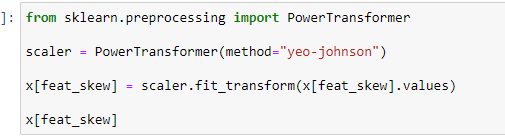 ]: from sklearn.preprocessing import PowerTransformer
scaler = PowerTransformer(method="yeo-johnson")
x[feat_skew] = scaler.fit_transform(x[feat_skew].values)
x[feat_skew]